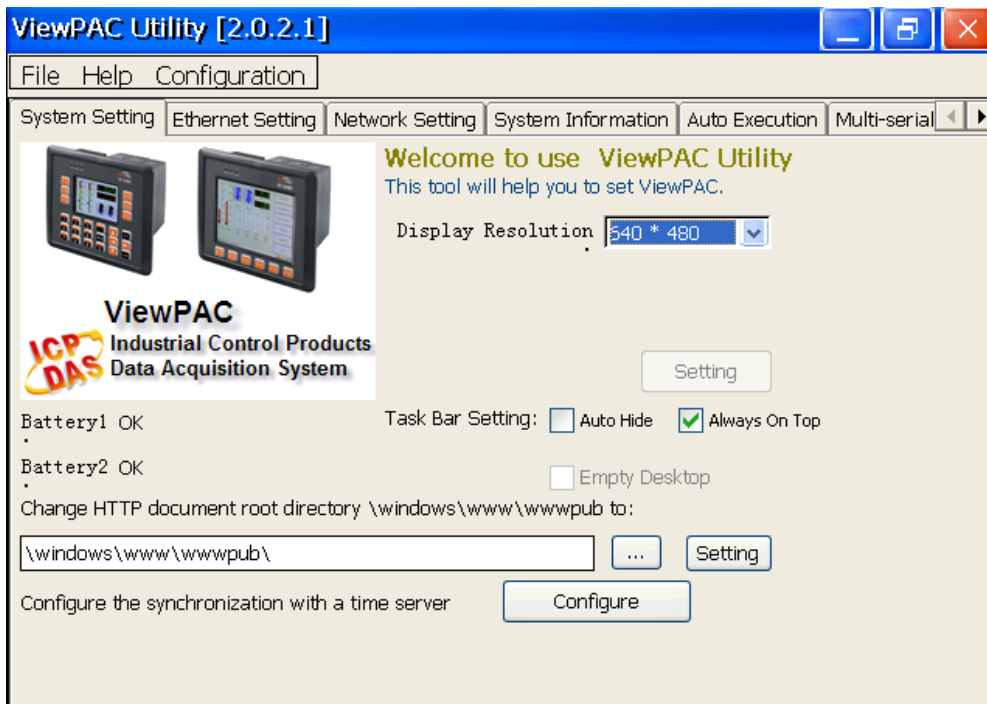 ViewPAC Utility [2.0.2.1]
File Help Configuration
System Setting Ethernet Setting Network Setting System Information Auto Execution Multi-serial
Welcome to use ViewPAC Utility
This tool will help you to set ViewPAC.
Display Resolution 640 * 480
ViewPAC
ICP DAS
Industrial Control Products
Data Acquisition System
Setting
Battery1 OK
Task Bar Setting: Auto Hide Always On Top
Battery2 OK
Empty Desktop
Change HTTP document root directory \windows\www\wwwpub to:
\windows\www\wwwpub\
... Setting
Configure the synchronization with a time server Configure